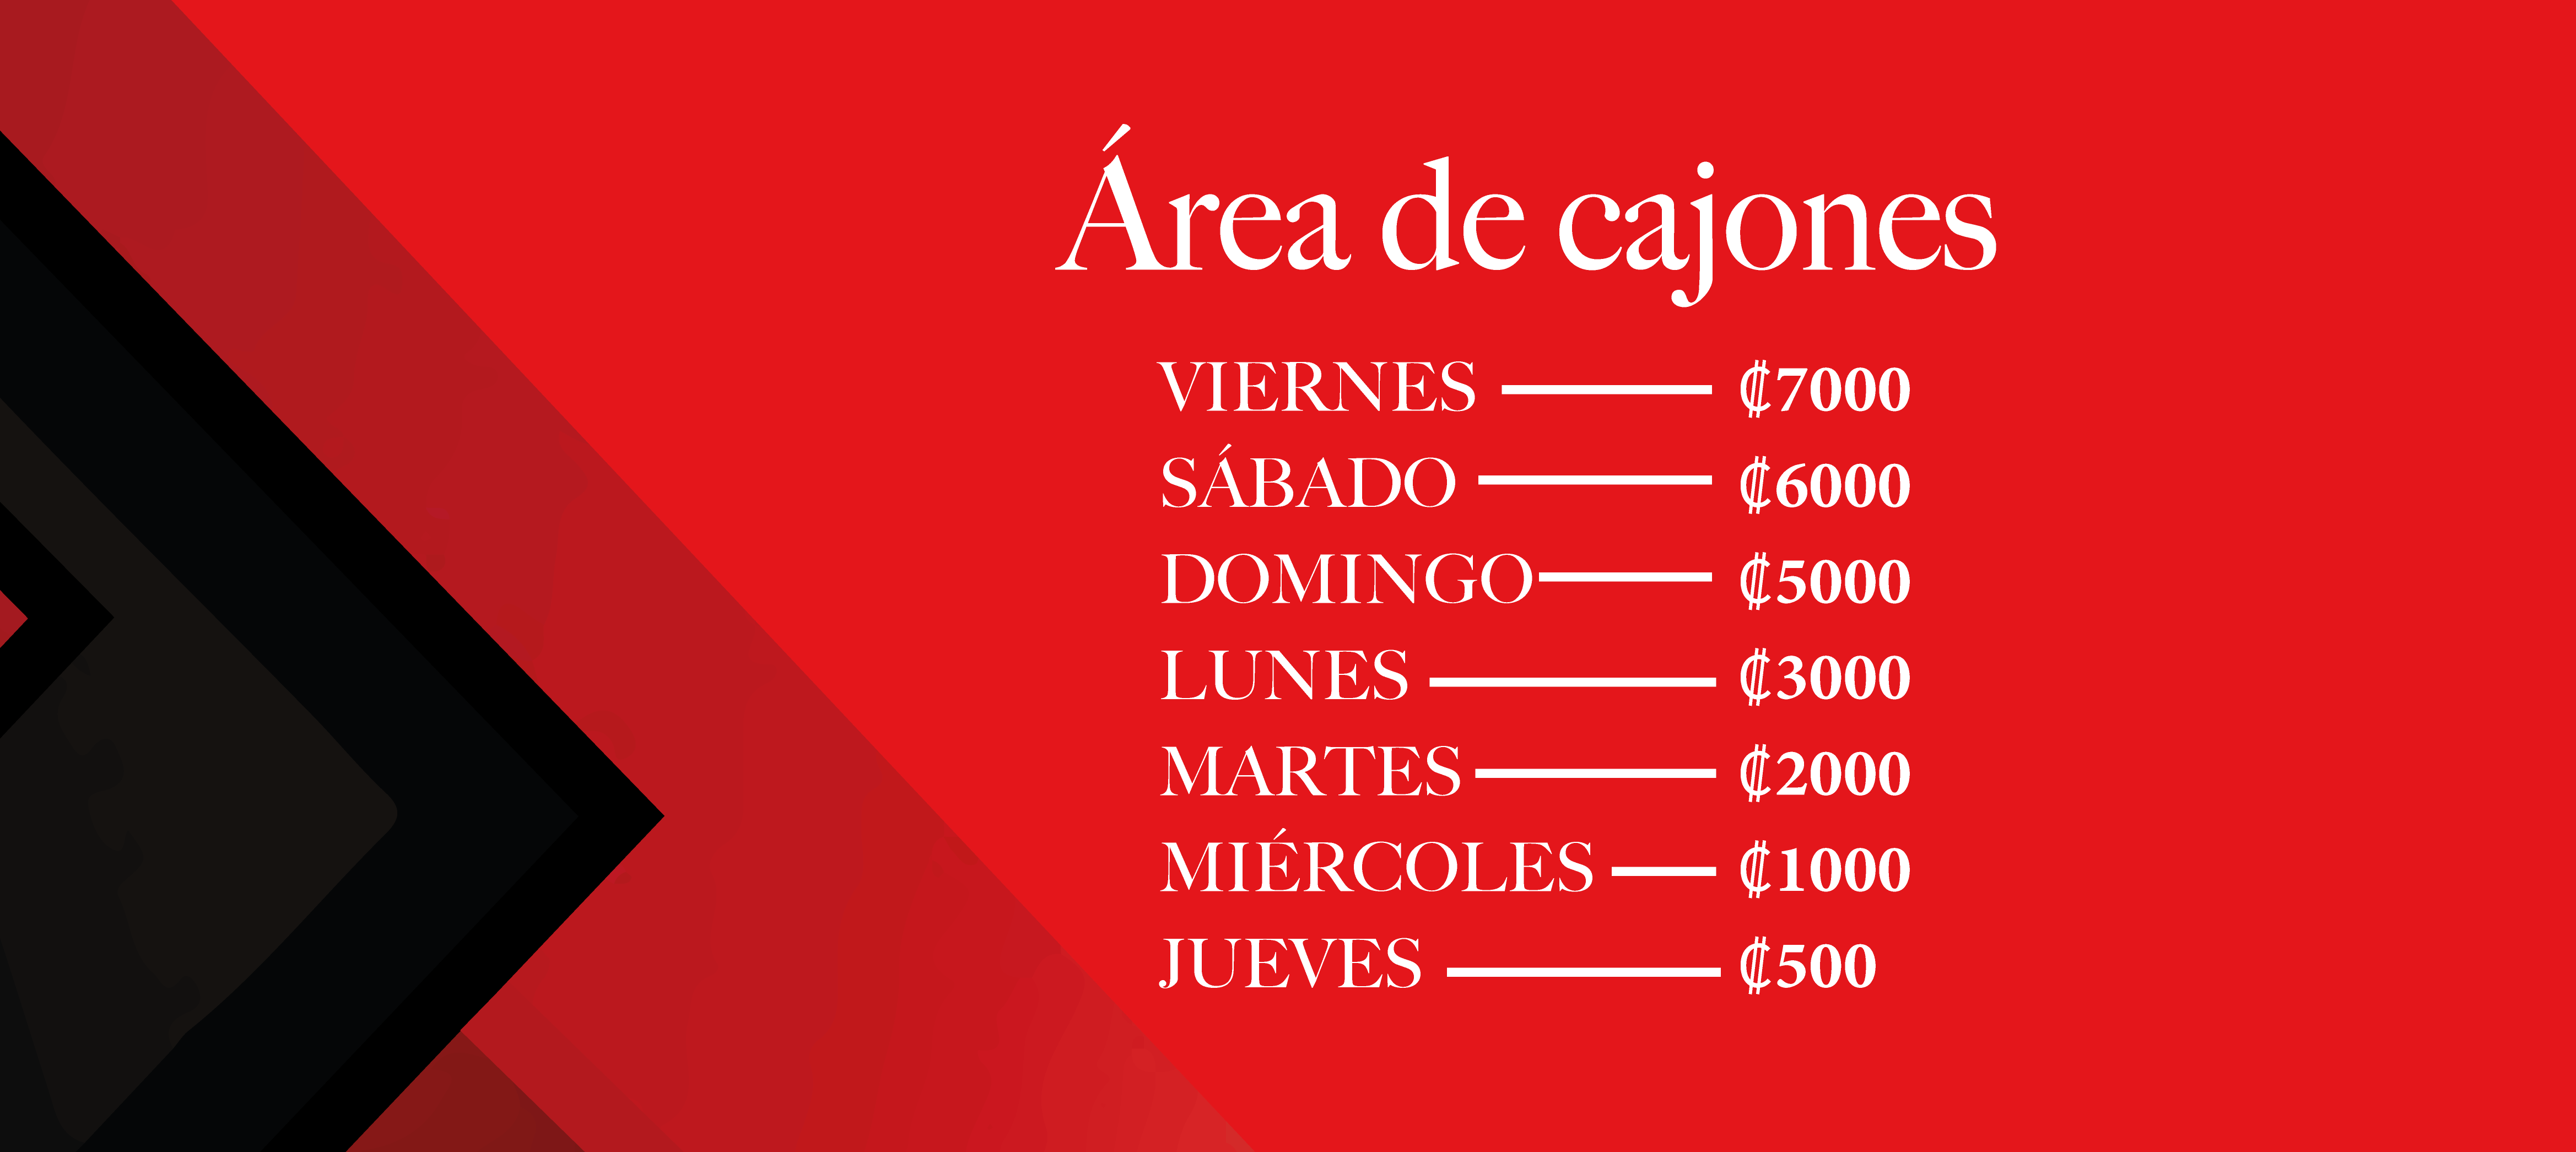 Área de cajones
VIERNES ₡7000
SÁBADO ₡6000
DOMINGO ₡5000
LUNES ₡3000
MARTES ₡2000
MIÉRCOLES ₡1000
JUEVES ₡500